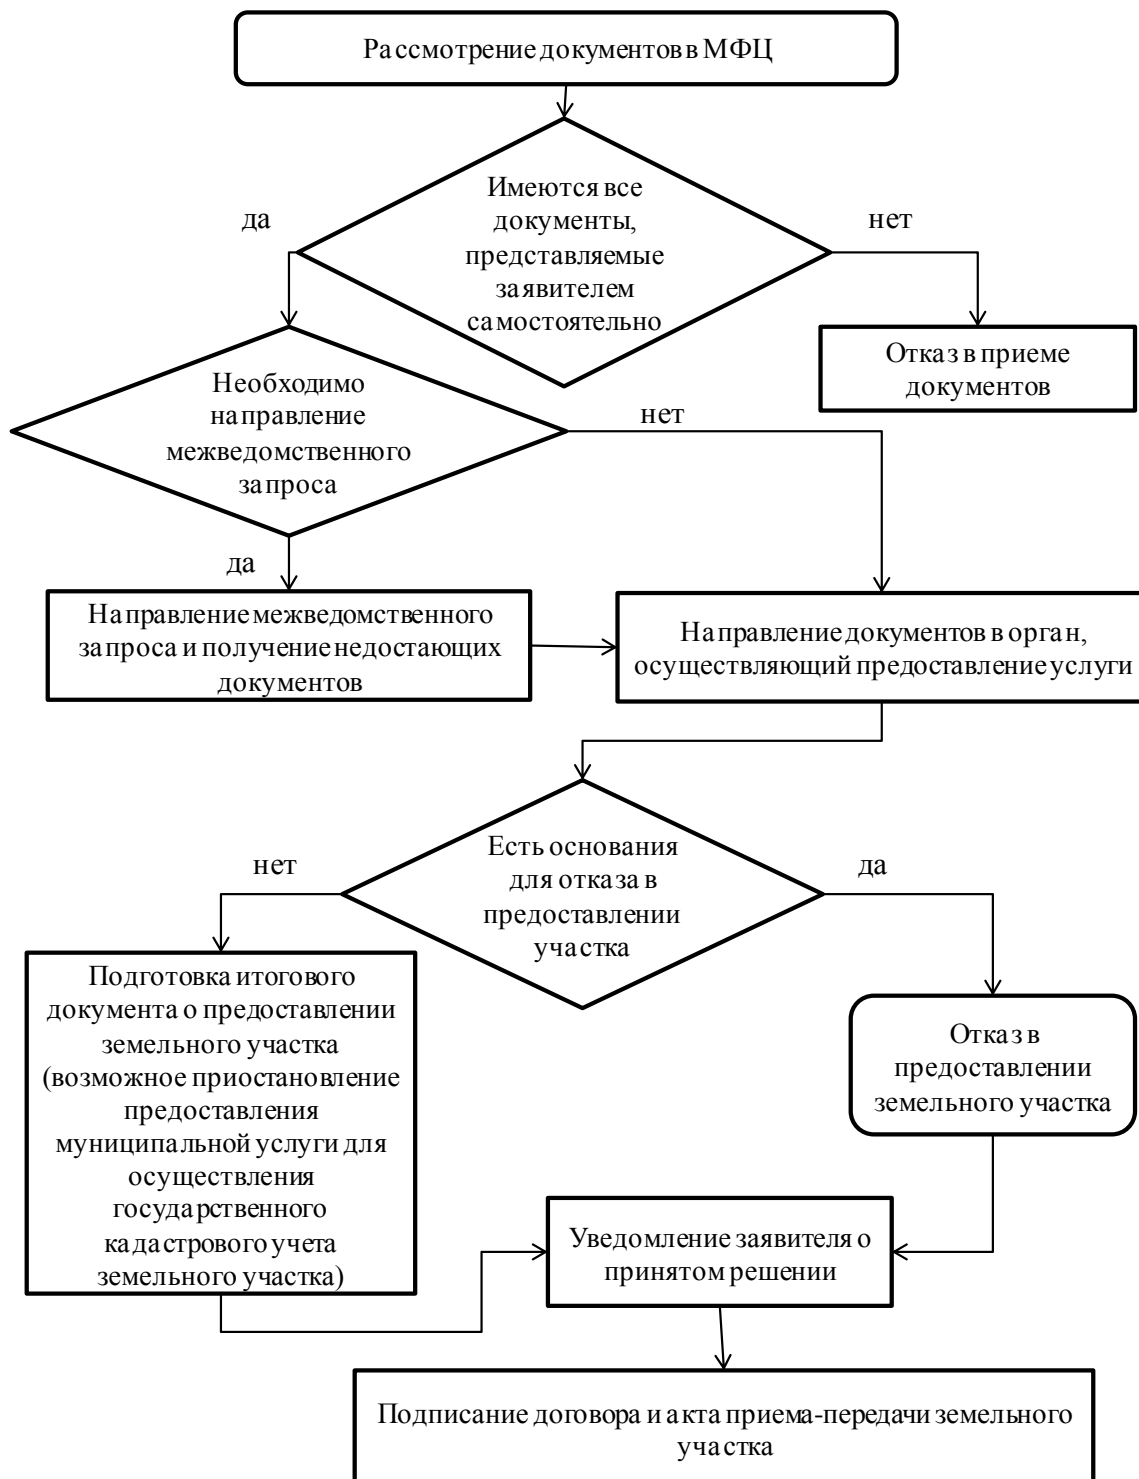 Рассмотрение документов в МФЦ
Имеются все
документы,
представляемые
заявителем
самостоятельно
да
нет
Отказ в приеме
документов
Необходимо
направление
межведомственного
запроса
нет
да
Направление межведомственного
запроса и получение недостающих
документов
Направление документов в орган,
осуществляющий предоставление услуги
Есть основания
для отказа в
предоставлении
участка
нет
да
Подготовка итогового
документа о предоставлении
земельного участка
(возможное приостановление
предоставления
муниципальной услуги для
осуществления
государственного
кадастрового учета
земельного участка)
Отказ в
предоставлении
земельного участка
Уведомление заявителя о
принятом решении
Подписание договора и акта приема-передачи земельного
участка